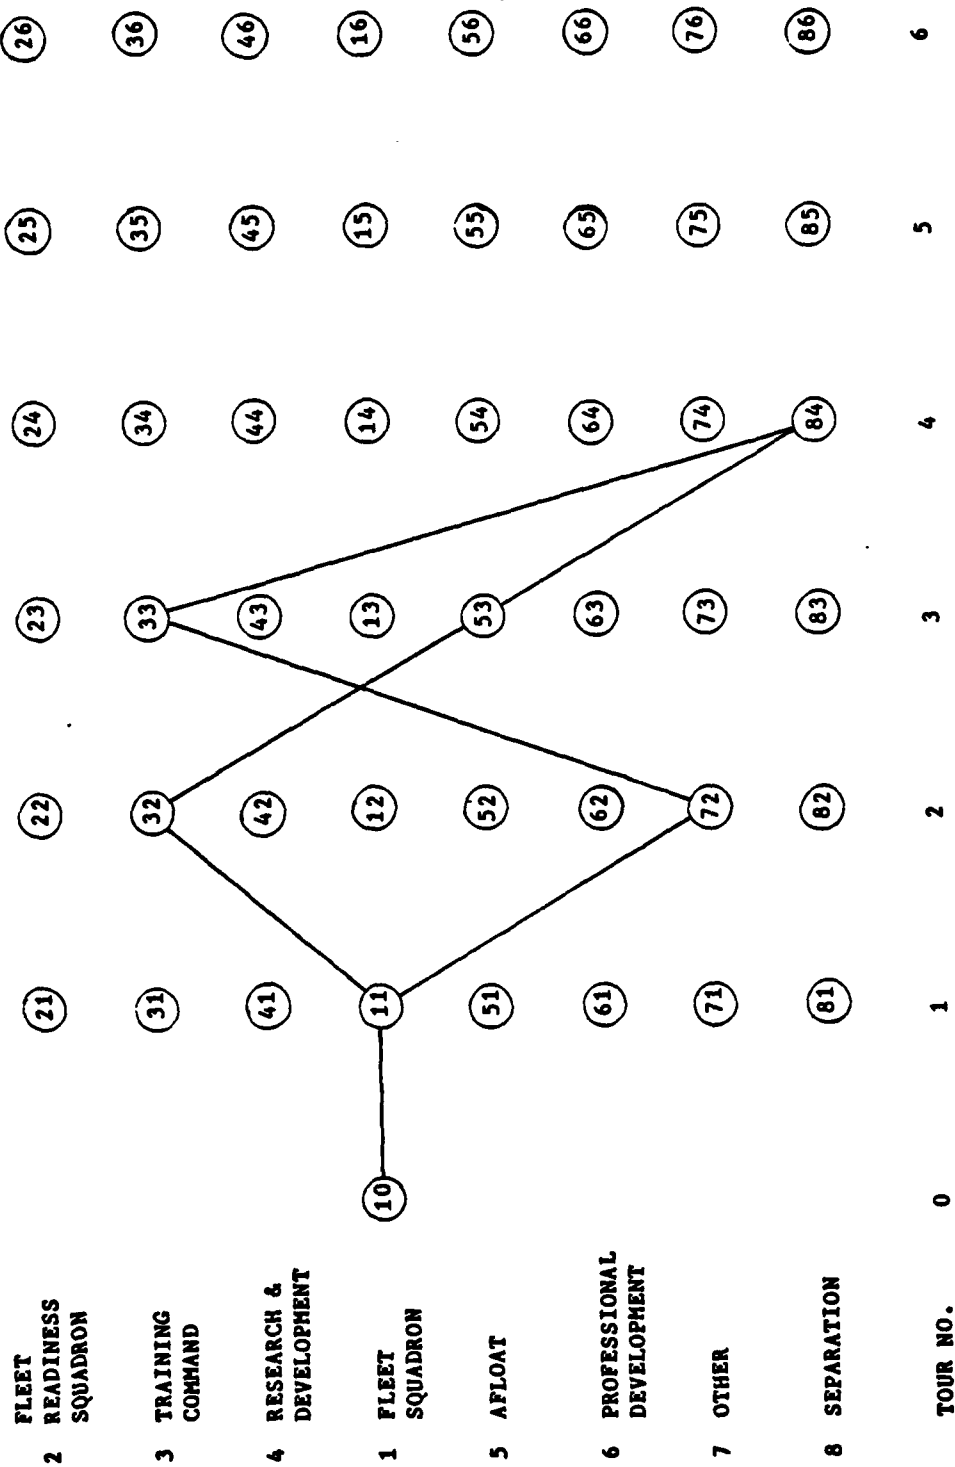 FLEET
2 READINESS 21 22 23 24 25 26
SQUADRON
3 TRAINING 31 32 33 34 35 36
COMMAND
4 RESEARCH & 41 42 43 44 45 46
DEVELOPMENT
1 FLEET 10 11 12 13 14 15 16
SQUADRON
5 AFLOAT 51 52 53 54 55 56
6 PROFESSIONAL 61 62 63 64 65 66
DEVELOPMENT
7 OTHER 71 72 73 74 75 76
8 SEPARATION 81 82 83 84 85 86
TOUR NO. 0 1 2 3 4 5 6